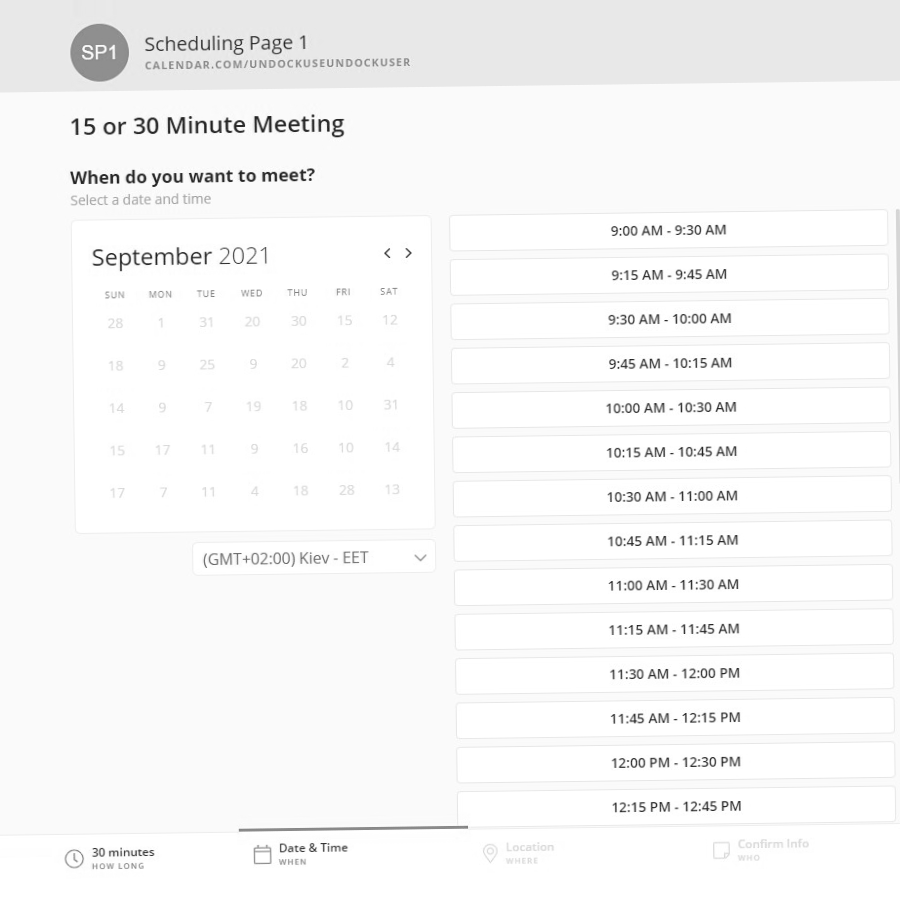 SP1
Scheduling Page 1
CALENDAR.COM/UNDOCKUSEUNDOCKUSER
15 or 30 Minute Meeting
When do you want to meet?
Select a date and time
September 2021
SUN MON TUE WED THU FRI SAT
28 1 31 20 30 15 12
18 9 25 9 20 2 4
14 9 7 19 18 10 31
15 17 11 9 16 10 14
17 7 11 4 18 28 13
(GMT+02:00) Kiev - EET
9:00 AM - 9:30 AM
9:15 AM - 9:45 AM
9:30 AM - 10:00 AM
9:45 AM - 10:15 AM
10:00 AM - 10:30 AM
10:15 AM - 10:45 AM
10:30 AM - 11:00 AM
10:45 AM - 11:15 AM
11:00 AM - 11:30 AM
11:15 AM - 11:45 AM
11:30 AM - 12:00 PM
11:45 AM - 12:15 PM
12:00 PM - 12:30 PM
12:15 PM - 12:45 PM
30 minutes
HOW LONG
Date & Time
WHEN
Location
WHERE
Confirm Info
WHO